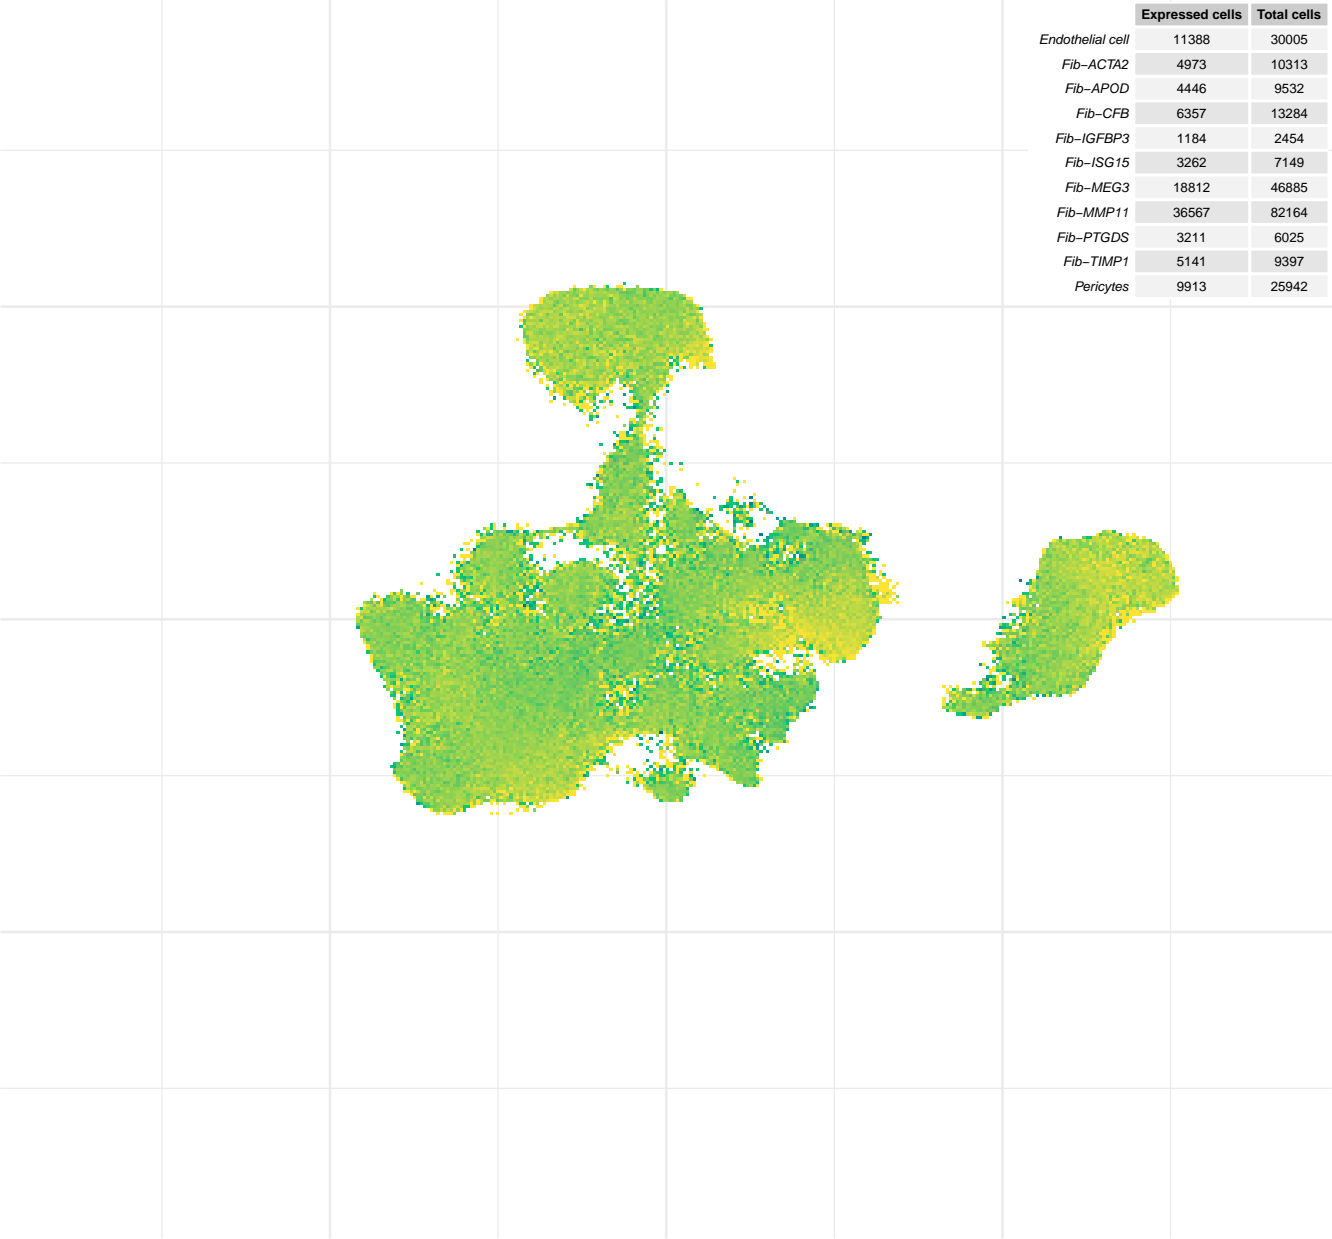 Expressed cells Total cells
Endothelial cell 11388 30005
Fib−ACTA2 4973 10313
Fib−APOD 4446 9532
Fib−CFB 6357 13284
Fib−IGFBP3 1184 2454
Fib−ISG15 3262 7149
Fib−MEG3 18812 46885
Fib−MMP11 36567 82164
Fib−PTGDS 3211 6025
Fib−TIMP1 5141 9397
Pericytes 9913 25942